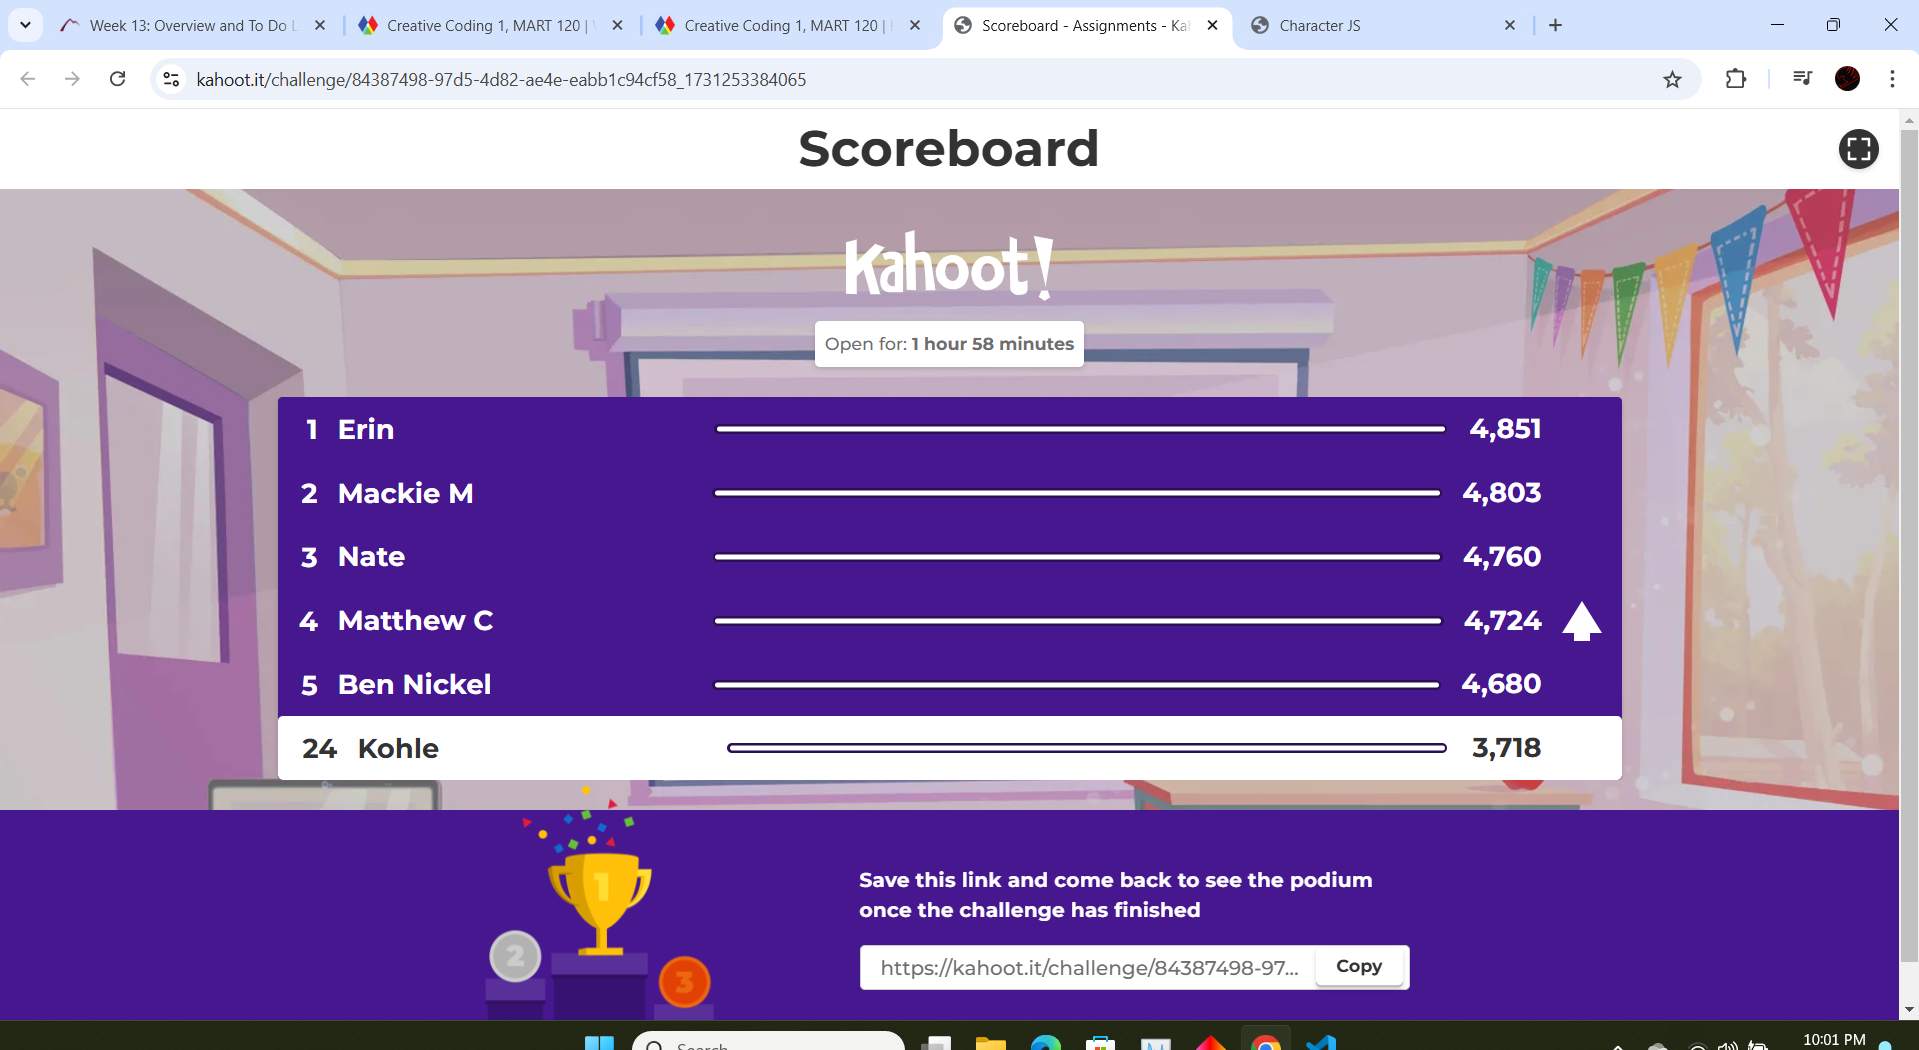 Week 13: Overview and To Do L
Creative Coding 1, MART 120 |
Creative Coding 1, MART 120 |
Scoreboard - Assignments - Ka
Character JS
kahoot.it/challenge/84387498-97d5-4d82-ae4e-eabb1c94cf58_1731253384065
Scoreboard
Kahoot!
Open for: 1 hour 58 minutes
1 Erin 4,851
2 Mackie M 4,803
3 Nate 4,760
4 Matthew C 4,724
5 Ben Nickel 4,680
24 Kohle 3,718
1
2
3
Save this link and come back to see the podium
once the challenge has finished
https://kahoot.it/challenge/84387498-97... Copy
Search
10:01 PM